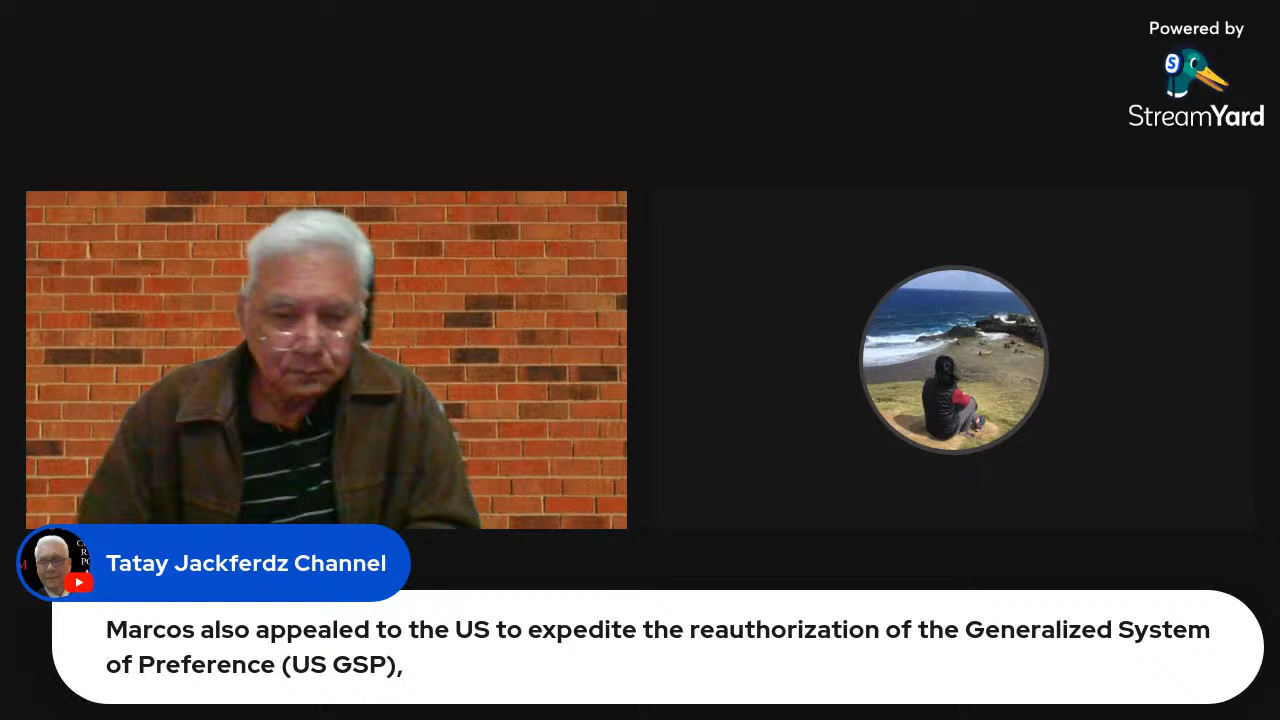 Powered by
StreamYard
Tatay Jackferdz Channel
Marcos also appealed to the US to expedite the reauthorization of the Generalized System
of Preference (US GSP),